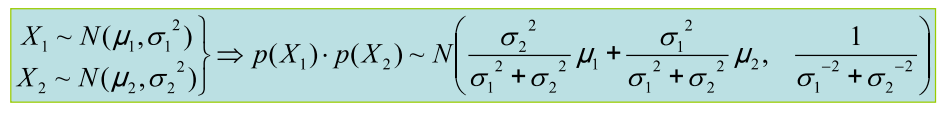 X₁ ~ N(μ₁, σ₁²)
X₂ ~ N(μ₂, σ₂²)
} ⇒ p(X₁) · p(X₂) ~ N( σ₂² / (σ₁² + σ₂²) μ₁ + σ₁² / (σ₁² + σ₂²) μ₂, 1 / (σ₁⁻² + σ₂⁻²) )